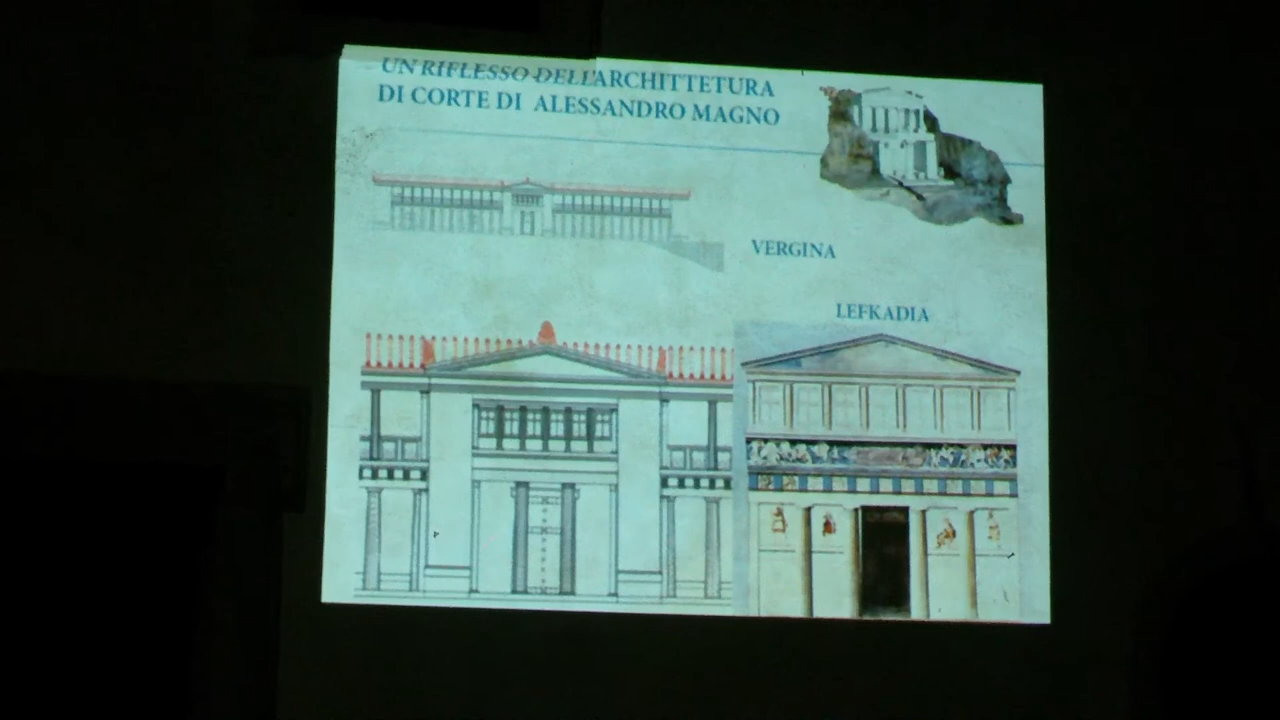 UN RIFLESSO DELL'ARCHITTETURA
DI CORTE DI ALESSANDRO MAGNO
VERGINA
LEFKADIA